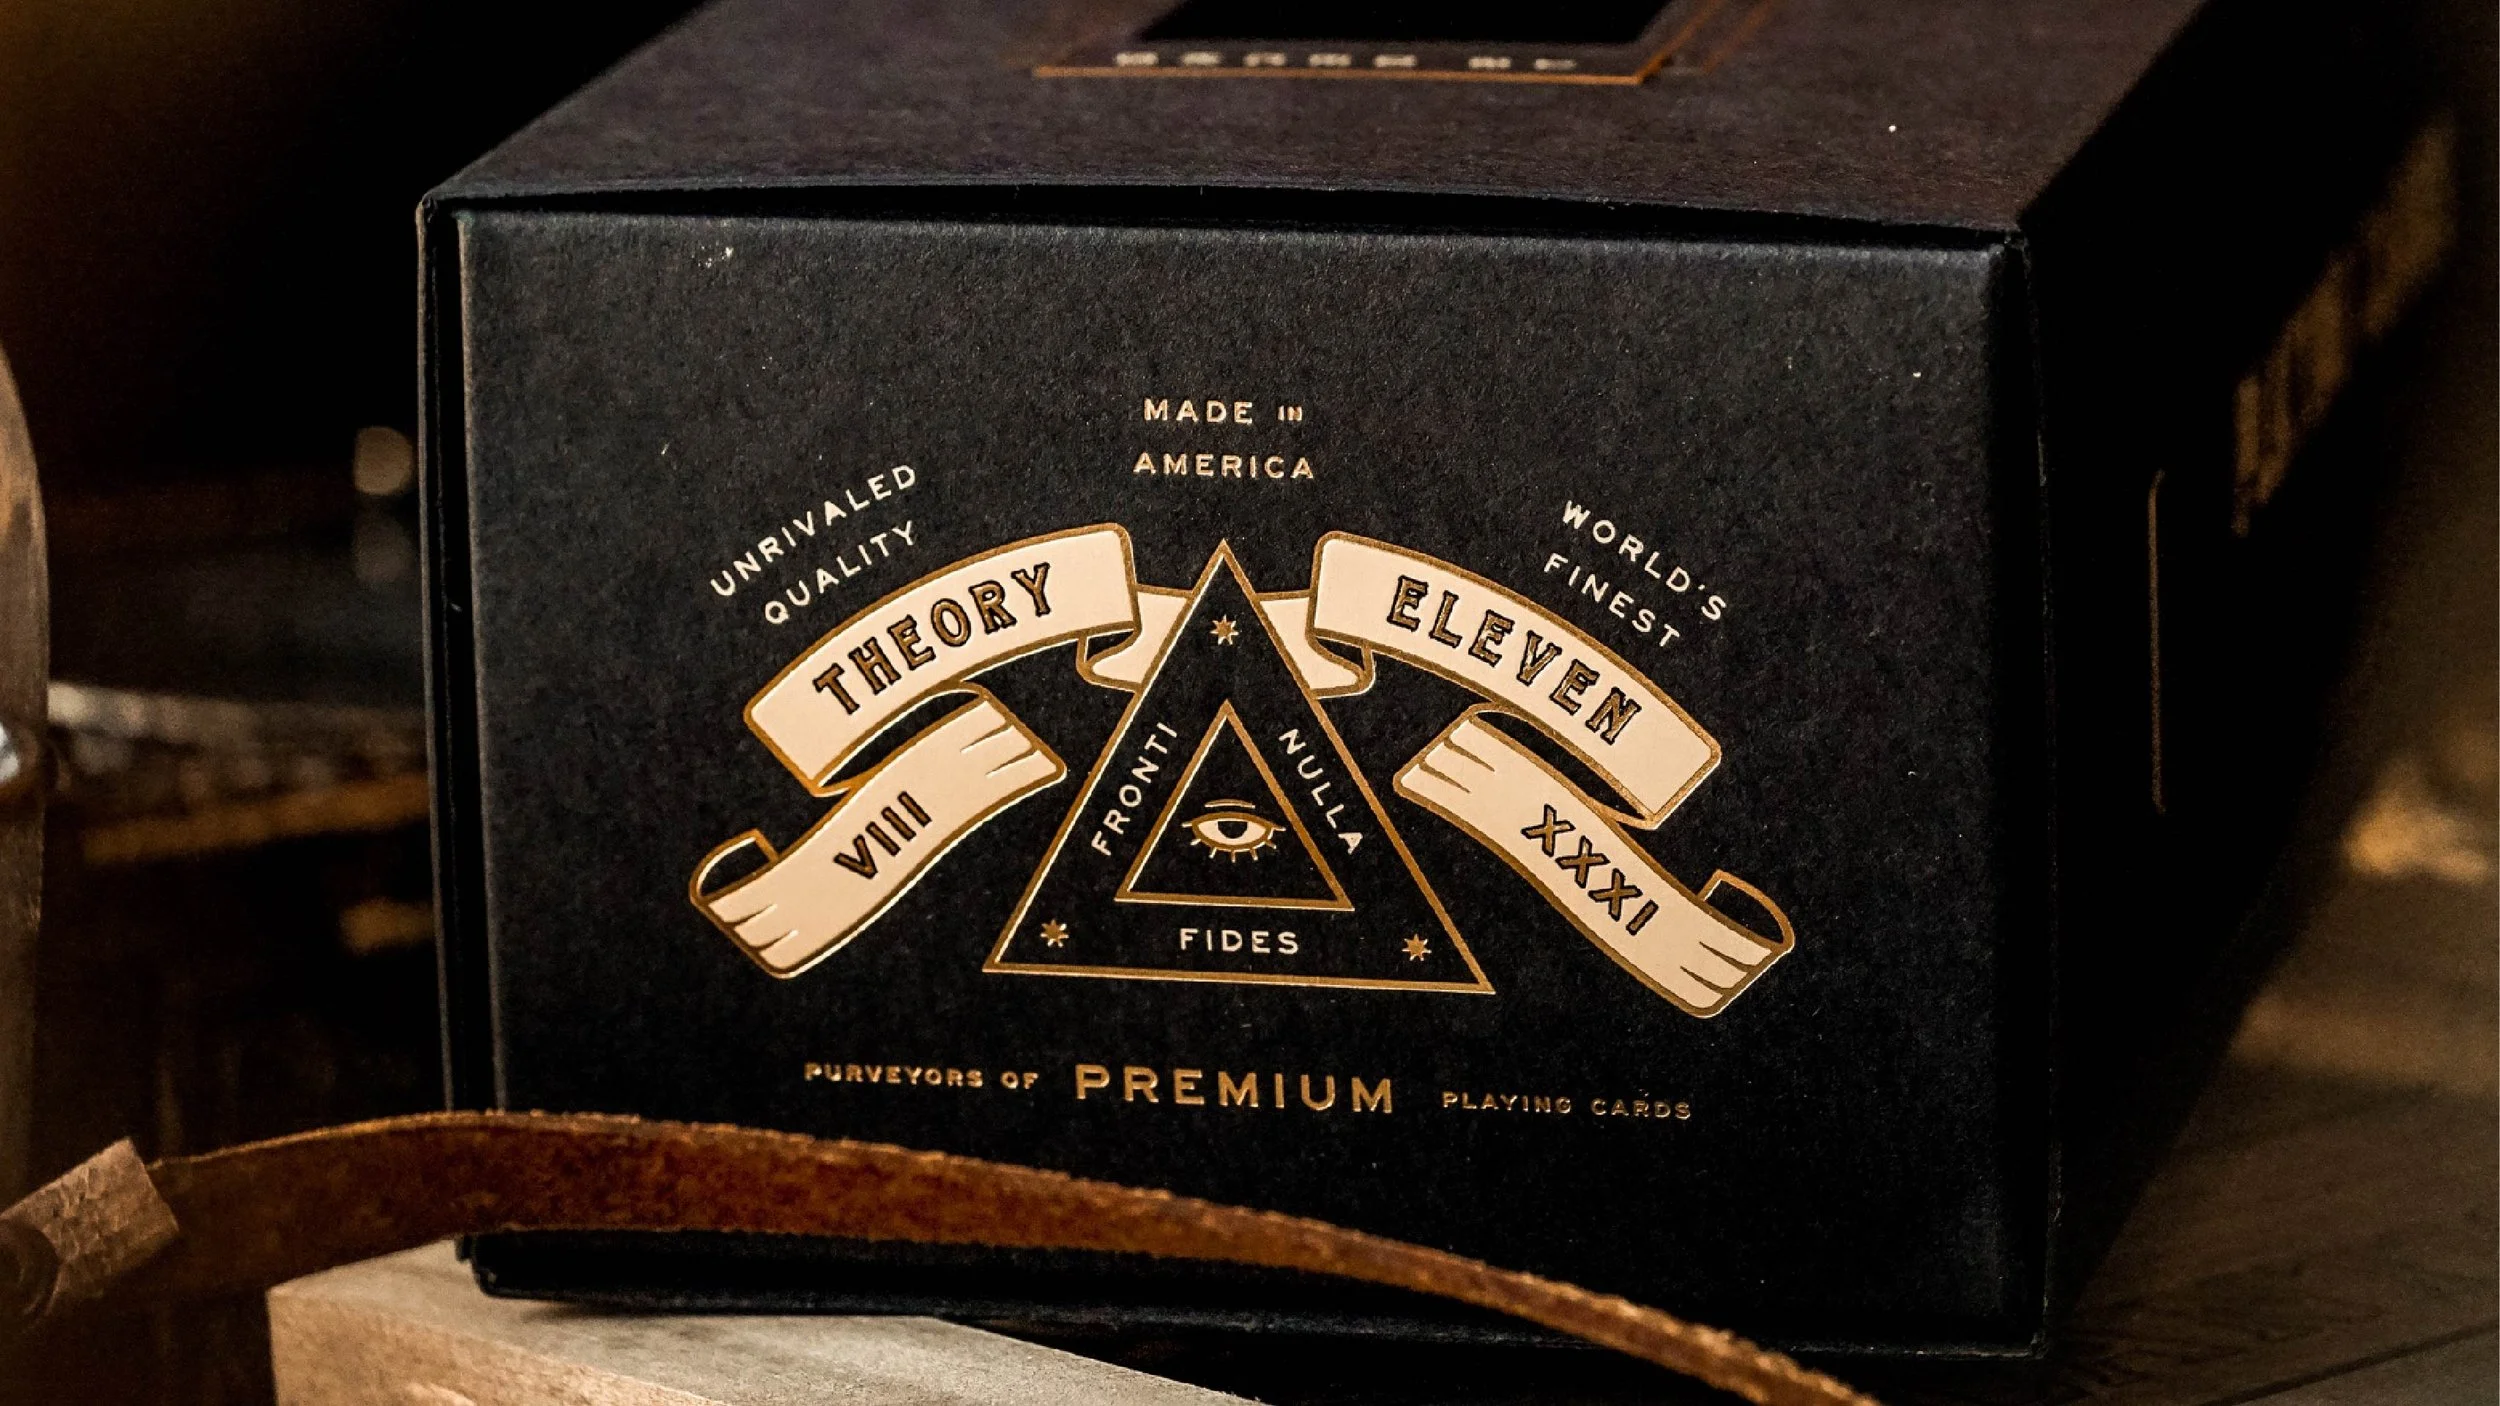 MADE IN
AMERICA
UNRIVALED
QUALITY
WORLD'S
FINEST
THEORY
ELEVEN
VIII
XXXI
FRONTI
NULLA
FIDES
PURVEYORS OF PREMIUM PLAYING CARDS